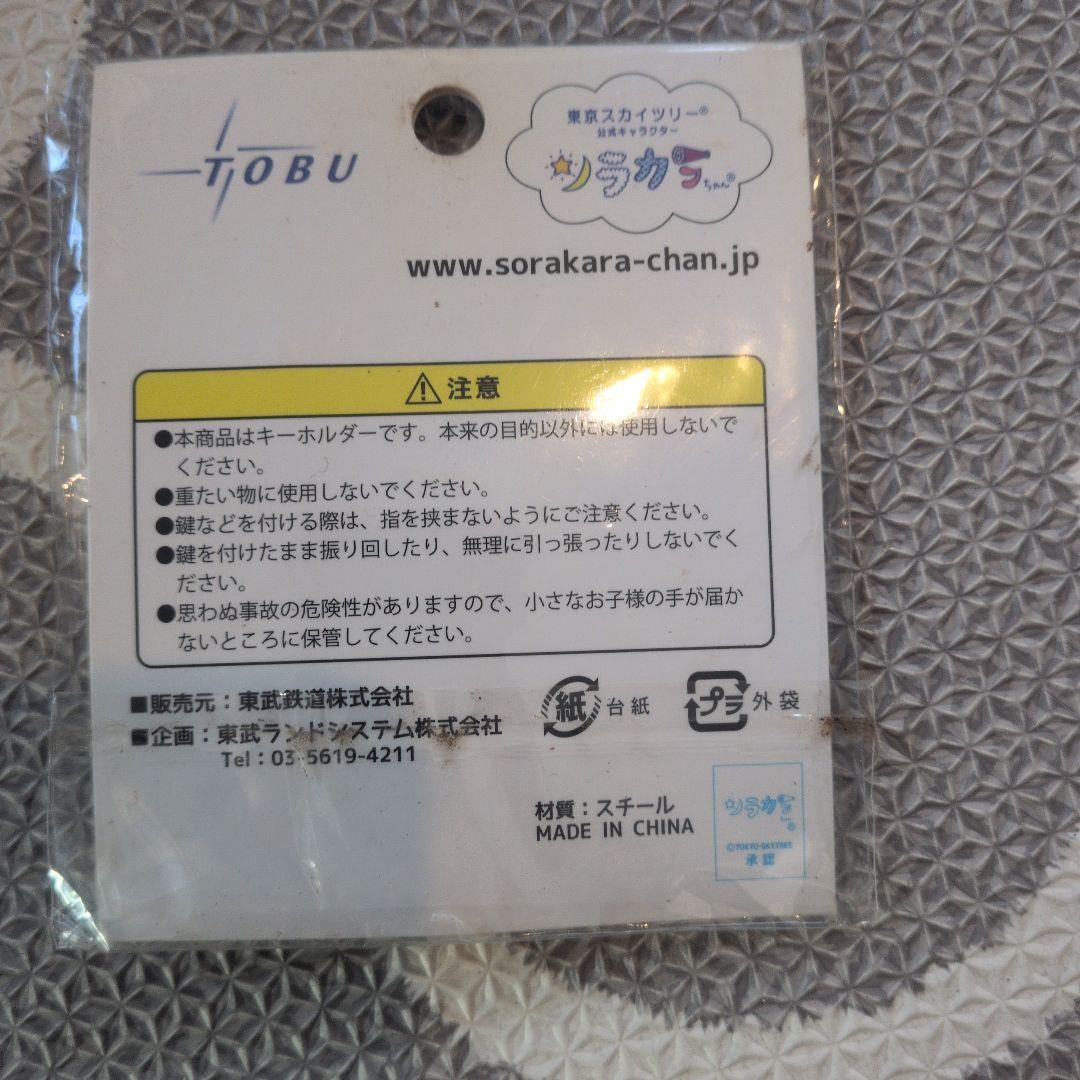 TOBU
東京スカイツリー®
公式キャラクター
ソラカラちゃん®
www.sorakara-chan.jp
⚠注意
●本商品はキーホルダーです。本来の目的以外には使用しないで
ください。
●重たい物に使用しないでください。
●鍵などを付ける際は、指を挟まないようにご注意ください。
●鍵を付けたまま振り回したり、無理に引っ張ったりしないでく
ださい。
●思わぬ事故の危険性がありますので、小さなお子様の手が届か
ないところに保管してください。
■販売元：東武鉄道株式会社
■企画：東武ランドシステム株式会社
Tel：03-5619-4211
紙 台紙
プラ 外袋
材質：スチール
MADE IN CHINA
ソラカラちゃん®
©TOKYO-SKYTREE
承認